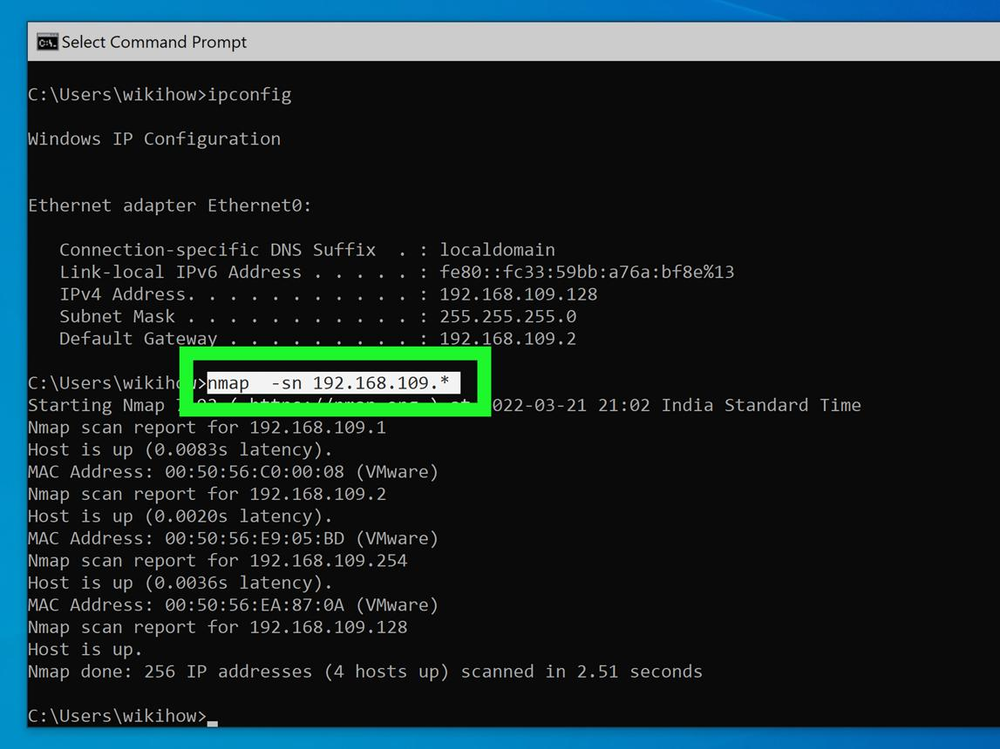 Select Command Prompt
C:\Users\wikihow>ipconfig
Windows IP Configuration
Ethernet adapter Ethernet0:
Connection-specific DNS Suffix . : localdomain
Link-local IPv6 Address . . . . . : fe80::fc33:59bb:a76a:bf8e%13
IPv4 Address. . . . . . . . . . . : 192.168.109.128
Subnet Mask . . . . . . . . . . . : 255.255.255.0
Default Gateway . . . . . . . . . : 192.168.109.2
C:\Users\wikihow>nmap  -sn 192.168.109.*
Starting Nmap 2022-03-21 21:02 India Standard Time
Nmap scan report for 192.168.109.1
Host is up (0.0083s latency).
MAC Address: 00:50:56:C0:00:08 (VMware)
Nmap scan report for 192.168.109.2
Host is up (0.0020s latency).
MAC Address: 00:50:56:E9:05:BD (VMware)
Nmap scan report for 192.168.109.254
Host is up (0.0036s latency).
MAC Address: 00:50:56:EA:87:0A (VMware)
Nmap scan report for 192.168.109.128
Host is up.
Nmap done: 256 IP addresses (4 hosts up) scanned in 2.51 seconds
C:\Users\wikihow>